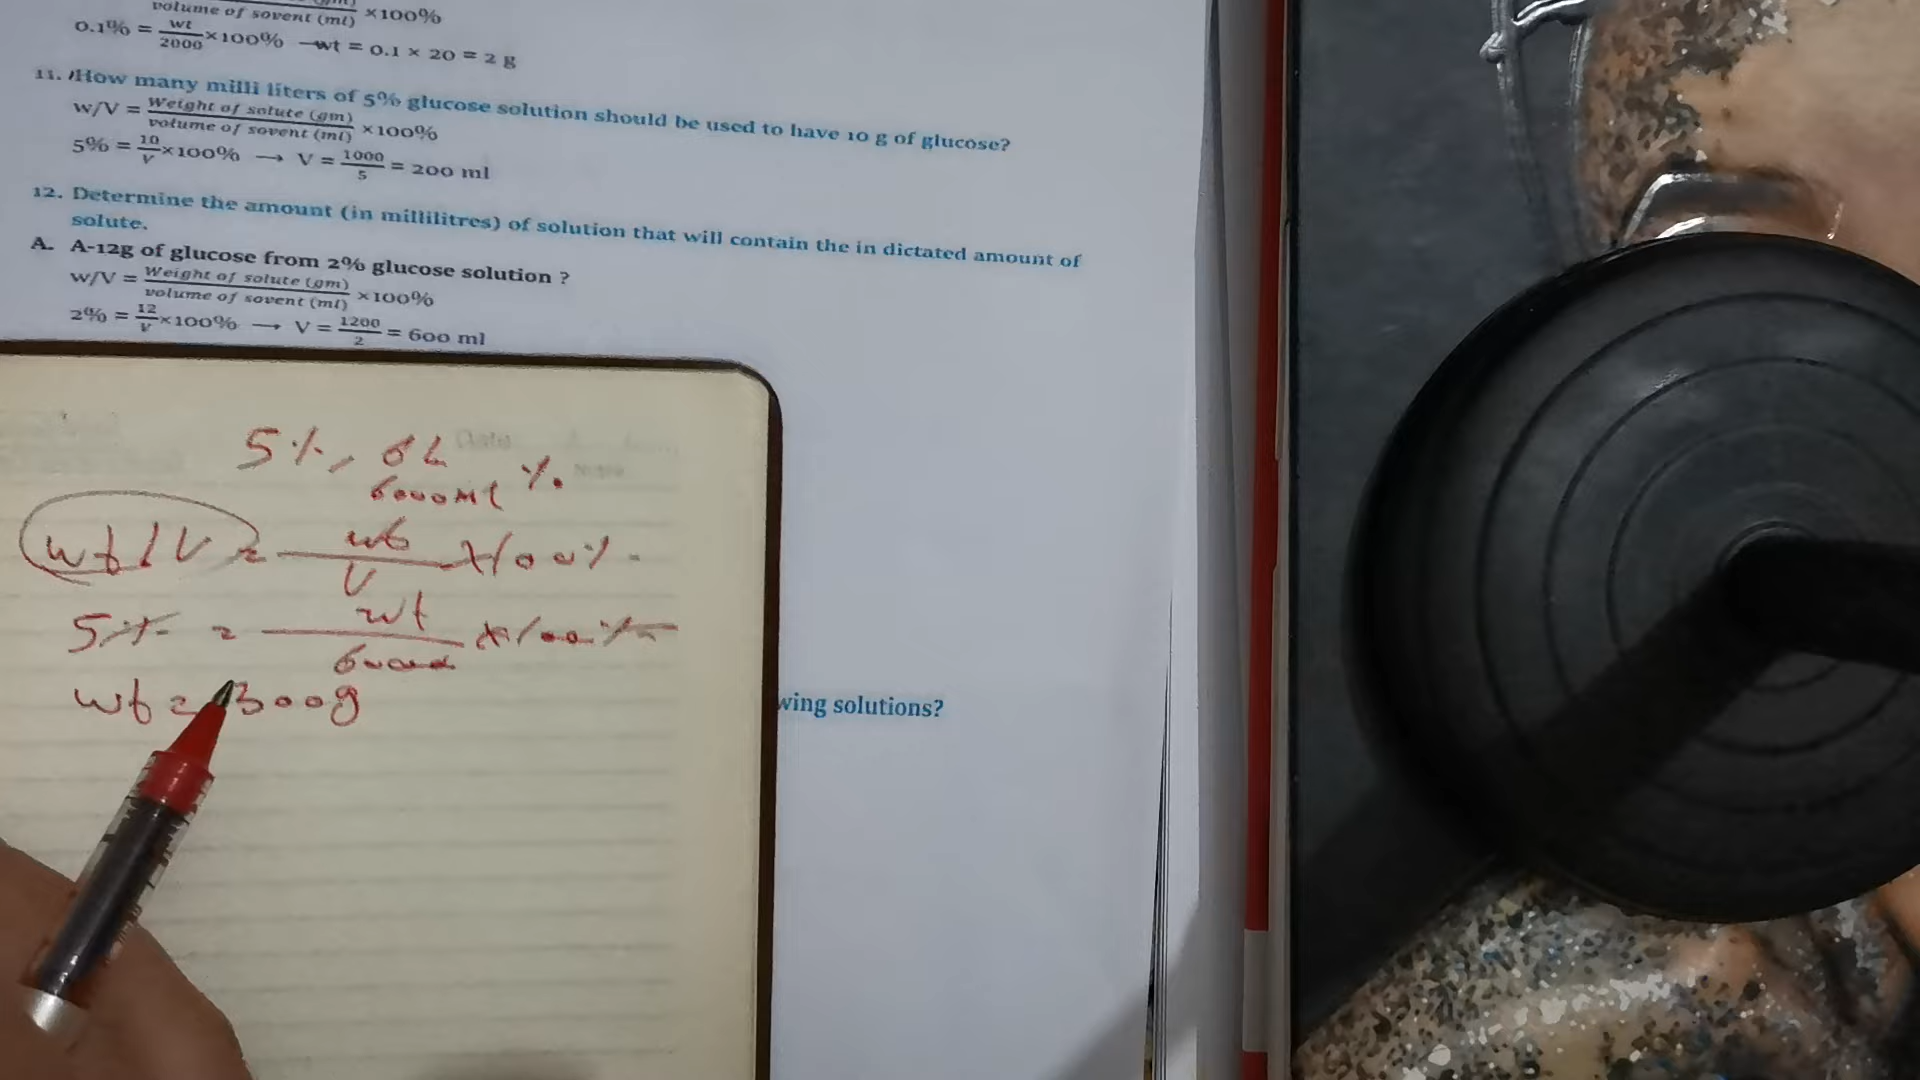 volume of sovent (ml) ×100%
0.1% = wt/2000 ×100% → wt = 0.1 × 20 = 2 g
11. How many milli liters of 5% glucose solution should be used to have 10 g of glucose?
w/V = Weight of solute (gm)/volume of sovent (ml) ×100%
5% = 10/V ×100% → V = 1000/5 = 200 ml
12. Determine the amount (in millilitres) of solution that will contain the in dictated amount of
solute.
A. A-12g of glucose from 2% glucose solution ?
w/V = Weight of solute (gm)/volume of sovent (ml) ×100%
2% = 12/V ×100% → V = 1200/2 = 600 ml
Date
5%, 6L %.
6000ml
wt/V = wt/V ×100%
5% = wt/6000 ×100%
wt = 300g
wing solutions?